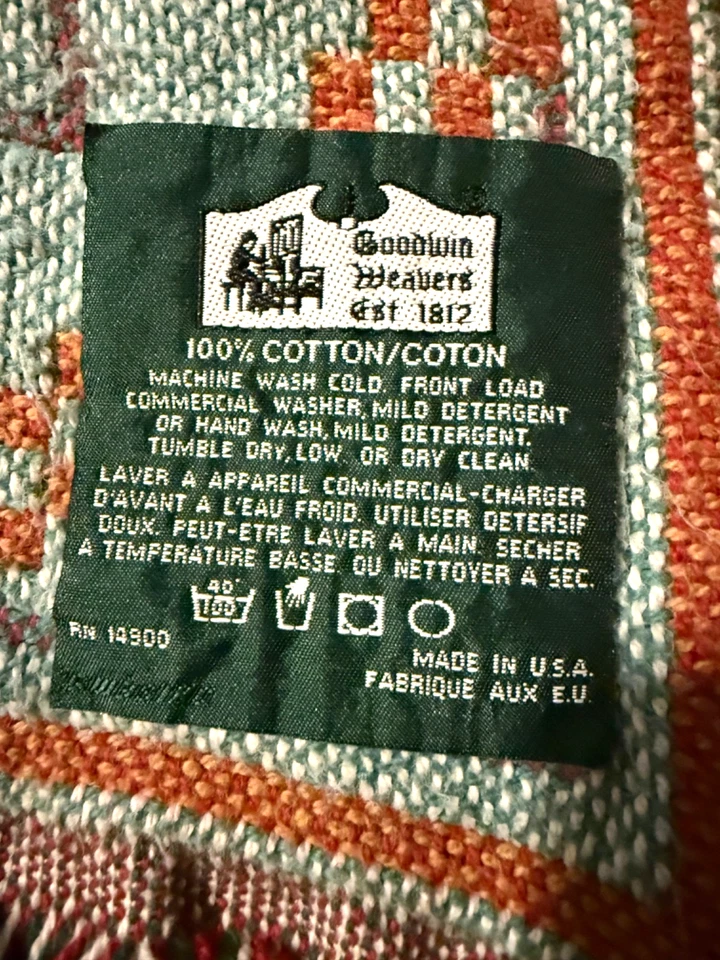 Goodwin
Weavers
Est 1812
100% COTTON/COTON
MACHINE WASH COLD. FRONT LOAD
COMMERCIAL WASHER, MILD DETERGENT
OR HAND WASH, MILD DETERGENT.
TUMBLE DRY, LOW. OR DRY CLEAN.
LAVER A APPAREIL COMMERCIAL-CHARGER
D'AVANT A L'EAU FROID. UTILISER DETERSIF
DOUX. PEUT-ETRE LAVER A MAIN. SECHER
A TEMPERATURE BASSE. OU NETTOYER A SEC.
40°
RN 14900
MADE IN U.S.A.
FABRIQUE AUX E.U.